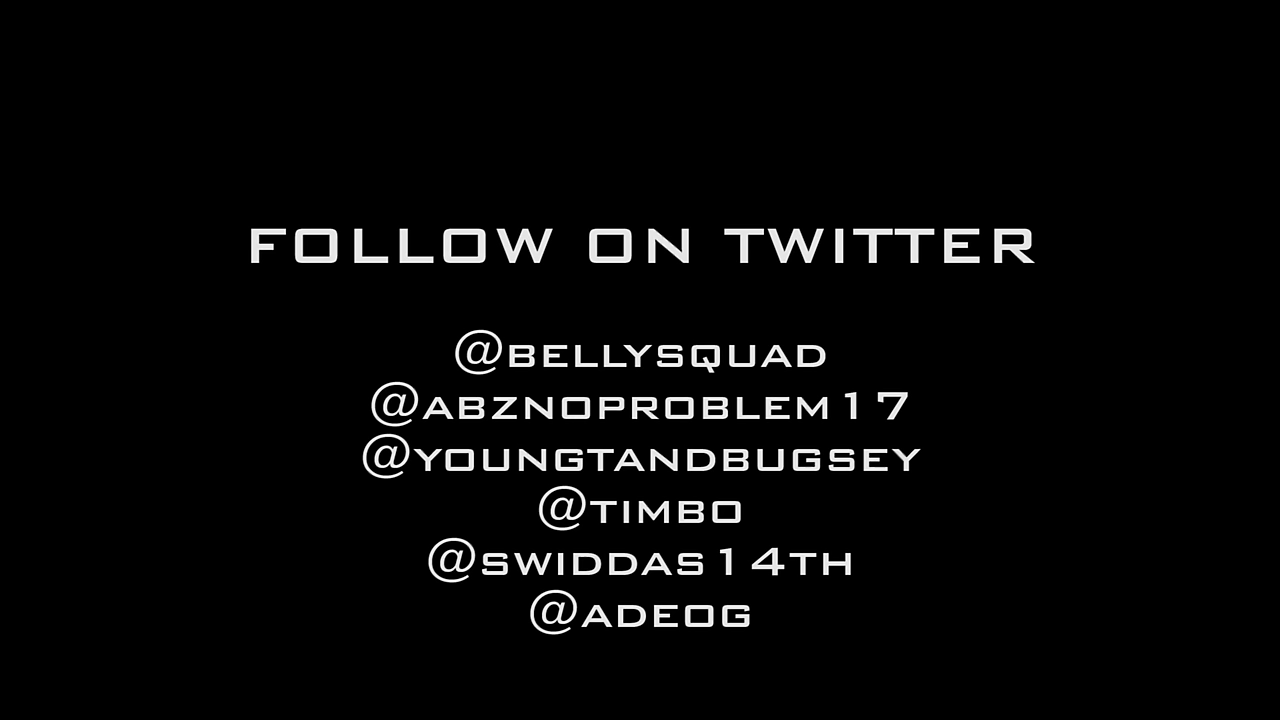 FOLLOW ON TWITTER
@BELLYSQUAD
@ABZNOPROBLEM17
@YOUNGTANDBUGSEY
@TIMBO
@SWIDDAS14TH
@ADEOG